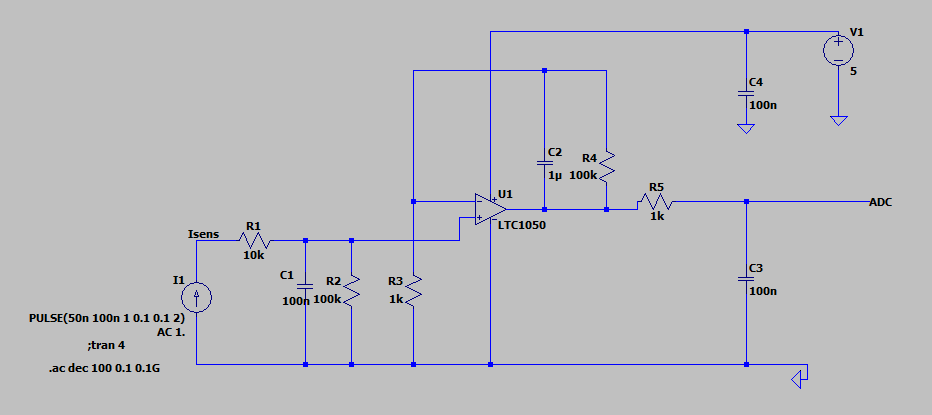 V1
5
C4
100n
C2
1µ
R4
100k
U1
LTC1050
R5
1k
ADC
Isens
R1
10k
C1
100n
R2
100k
R3
1k
C3
100n
I1
PULSE(50n 100n 1 0.1 0.1 2)
AC 1.
;tran 4
.ac dec 100 0.1 0.1G